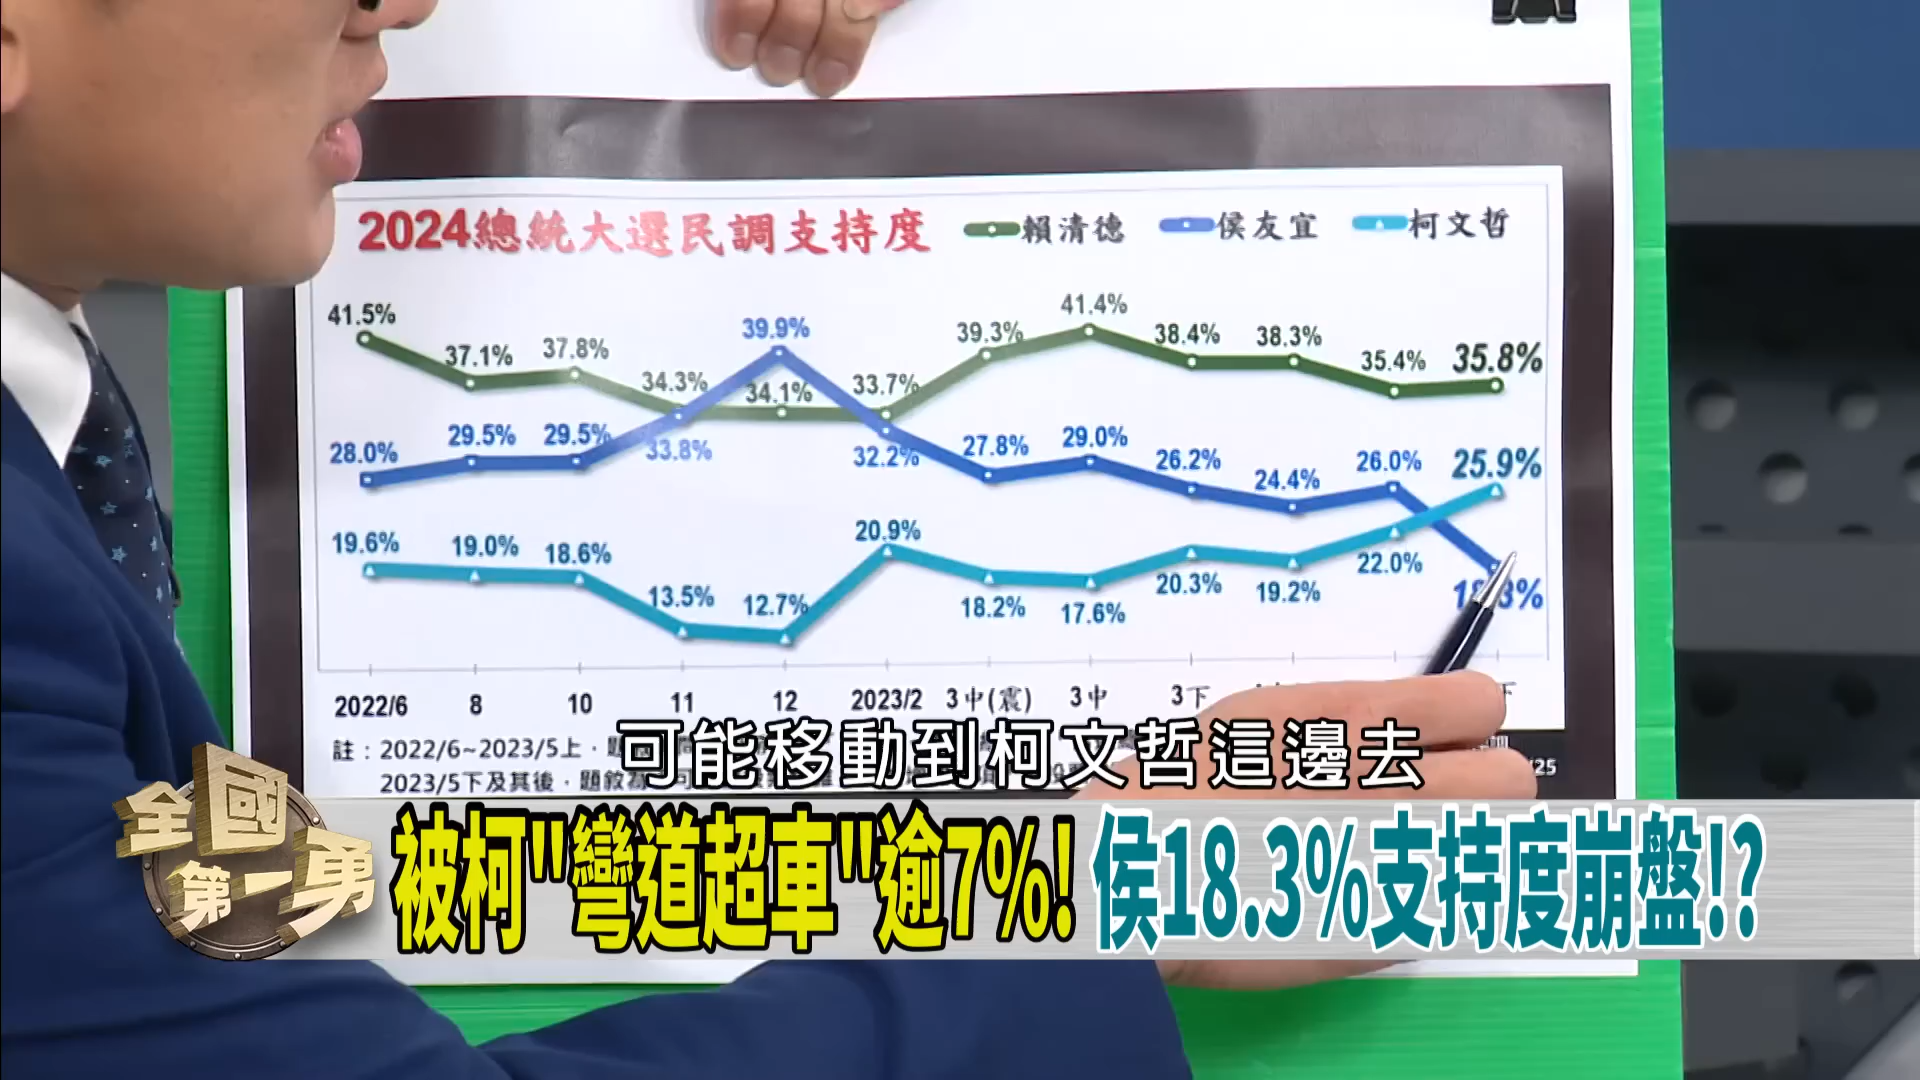 2024總統大選民調支持度 賴清德 侯友宜 柯文哲
41.5% 37.1% 37.8% 34.3% 34.1% 33.7% 39.3% 41.4% 38.4% 38.3% 35.4% 35.8%
28.0% 29.5% 29.5% 33.8% 39.9% 32.2% 27.8% 29.0% 26.2% 24.4% 26.0%
19.6% 19.0% 18.6% 13.5% 12.7% 20.9% 18.2% 17.6% 20.3% 19.2% 22.0% 25.9%
2022/6 8 10 11 12 2023/2 3中(震) 3中 3下
註：2022/6~2023/5上，題
2023/5下及其後，題敘為
可能移動到柯文哲這邊去
全國第一勇
被柯"彎道超車"逾7%! 侯18.3%支持度崩盤!?